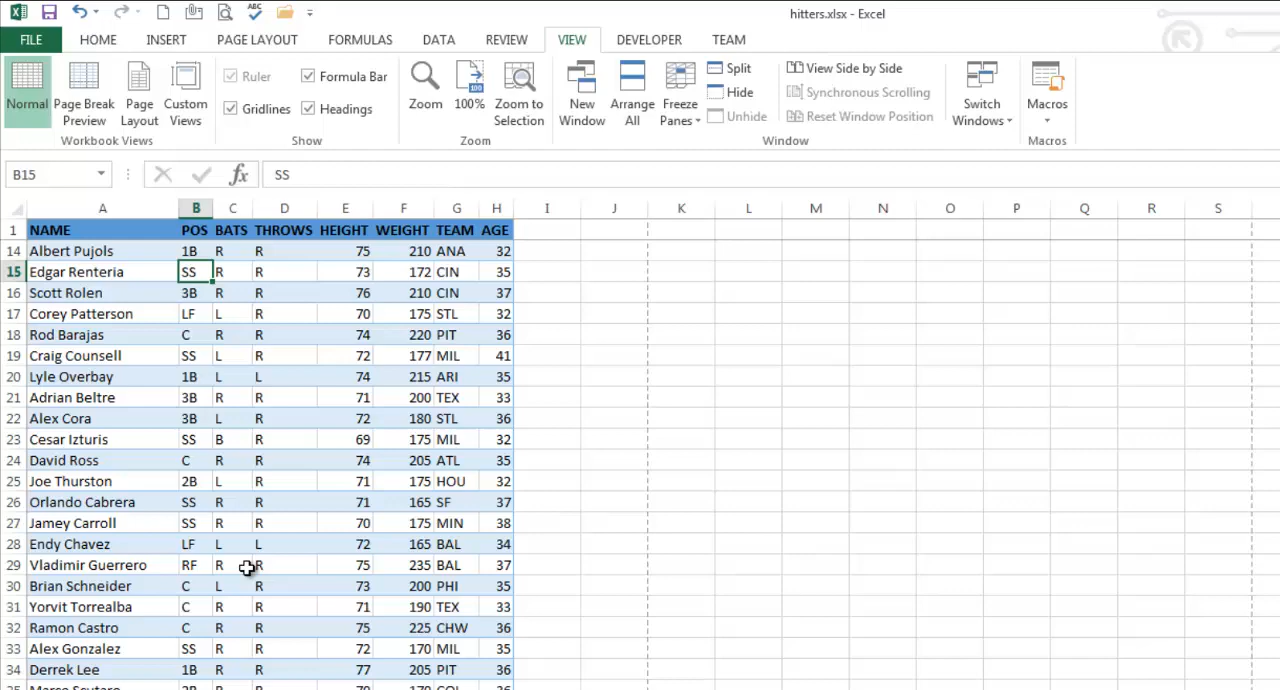 ABC
hitters.xlsx - Excel
FILE HOME INSERT PAGE LAYOUT FORMULAS DATA REVIEW VIEW DEVELOPER TEAM
Normal
Page Break
Preview
Page
Layout
Custom
Views
Workbook Views
Ruler
Formula Bar
Gridlines
Headings
Show
Zoom
100
100%
Zoom to
Selection
Zoom
New
Window
Arrange
All
Freeze
Panes
Split
Hide
Unhide
View Side by Side
Synchronous Scrolling
Reset Window Position
Switch
Windows
Window
Macros
Macros
B15 fx SS
A B C D E F G H I J K L M N O P Q R S
1 NAME POS BATS THROWS HEIGHT WEIGHT TEAM AGE
14 Albert Pujols 1B R R 75 210 ANA 32
15 Edgar Renteria SS R R 73 172 CIN 35
16 Scott Rolen 3B R R 76 210 CIN 37
17 Corey Patterson LF L R 70 175 STL 32
18 Rod Barajas C R R 74 220 PIT 36
19 Craig Counsell SS L R 72 177 MIL 41
20 Lyle Overbay 1B L L 74 215 ARI 35
21 Adrian Beltre 3B R R 71 200 TEX 33
22 Alex Cora 3B L R 72 180 STL 36
23 Cesar Izturis SS B R 69 175 MIL 32
24 David Ross C R R 74 205 ATL 35
25 Joe Thurston 2B L R 71 175 HOU 32
26 Orlando Cabrera SS R R 71 165 SF 37
27 Jamey Carroll SS R R 70 175 MIN 38
28 Endy Chavez LF L L 72 165 BAL 34
29 Vladimir Guerrero RF R R 75 235 BAL 37
30 Brian Schneider C L R 73 200 PHI 35
31 Yorvit Torrealba C R R 71 190 TEX 33
32 Ramon Castro C R R 75 225 CHW 36
33 Alex Gonzalez SS R R 72 170 MIL 35
34 Derrek Lee 1B R R 77 205 PIT 36